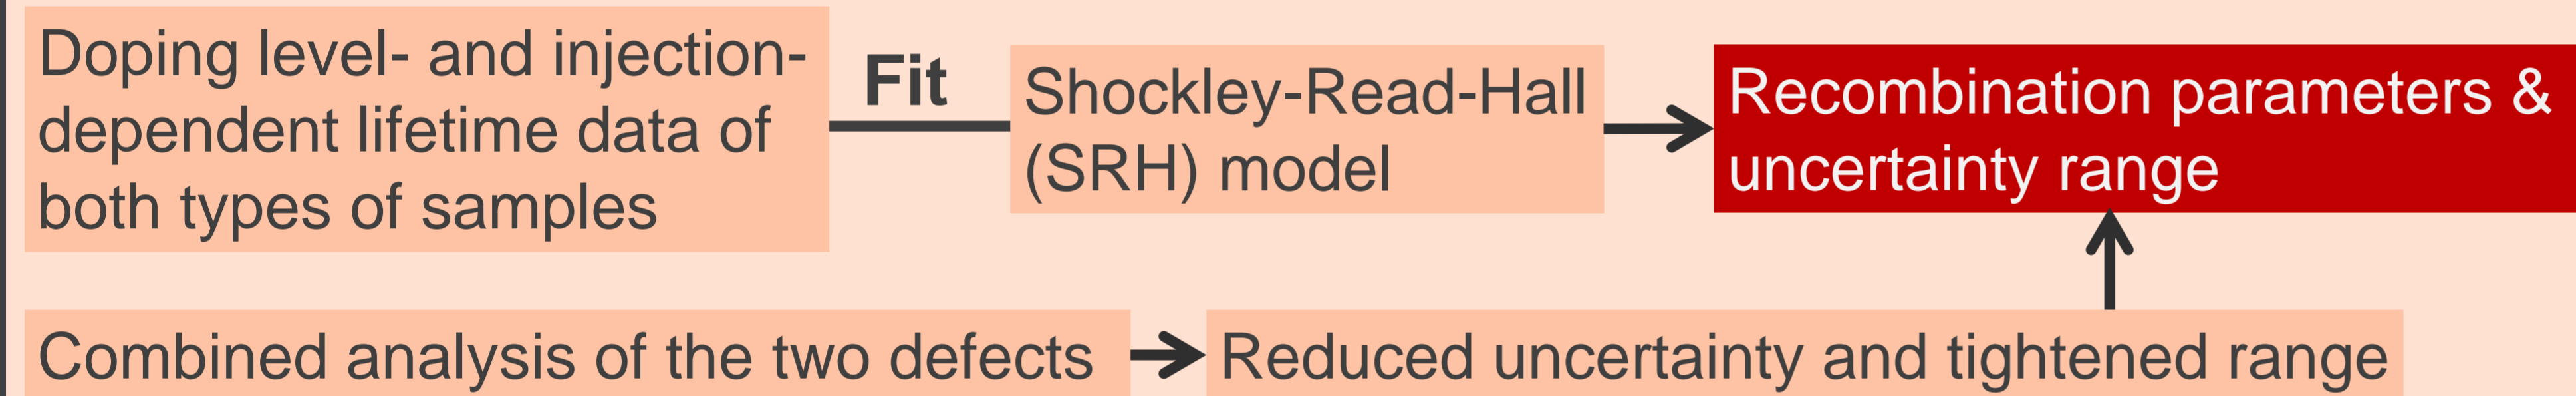 Doping level- and injection-
dependent lifetime data of
both types of samples
Fit
Shockley-Read-Hall
(SRH) model
Recombination parameters &
uncertainty range
Combined analysis of the two defects
Reduced uncertainty and tightened range